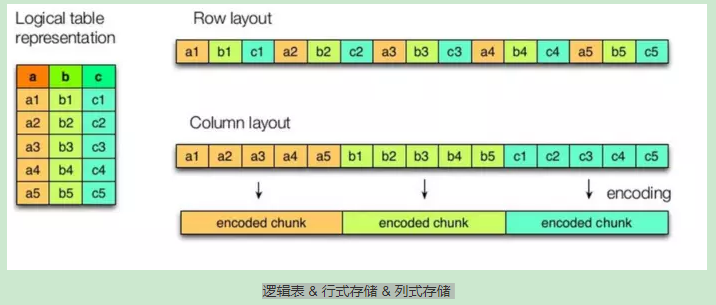 Logical table
representation
a b c
a1 b1 c1
a2 b2 c2
a3 b3 c3
a4 b4 c4
a5 b5 c5
Row layout
a1 b1 c1 a2 b2 c2 a3 b3 c3 a4 b4 c4 a5 b5 c5
Column layout
a1 a2 a3 a4 a5 b1 b2 b3 b4 b5 c1 c2 c3 c4 c5
encoding
encoded chunk encoded chunk encoded chunk
逻辑表 & 行式存储 & 列式存储